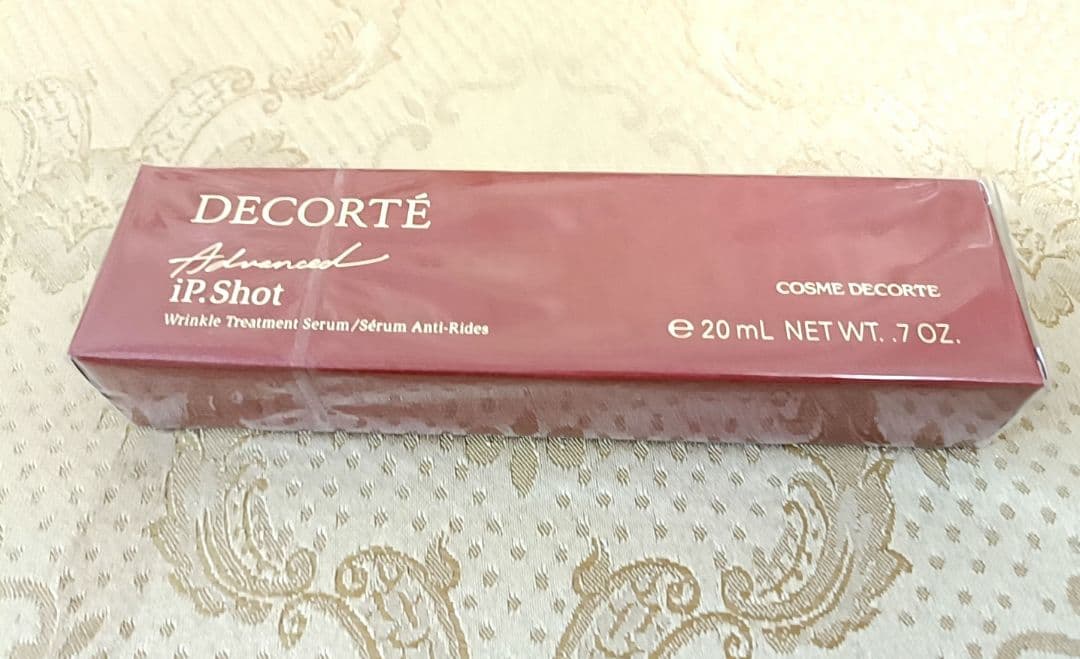 DECORTÉ
Advanced
iP.Shot
Wrinkle Treatment Serum/Sérum Anti-Rides
COSME DECORTE
℮ 20 mL NET WT. .7 OZ.